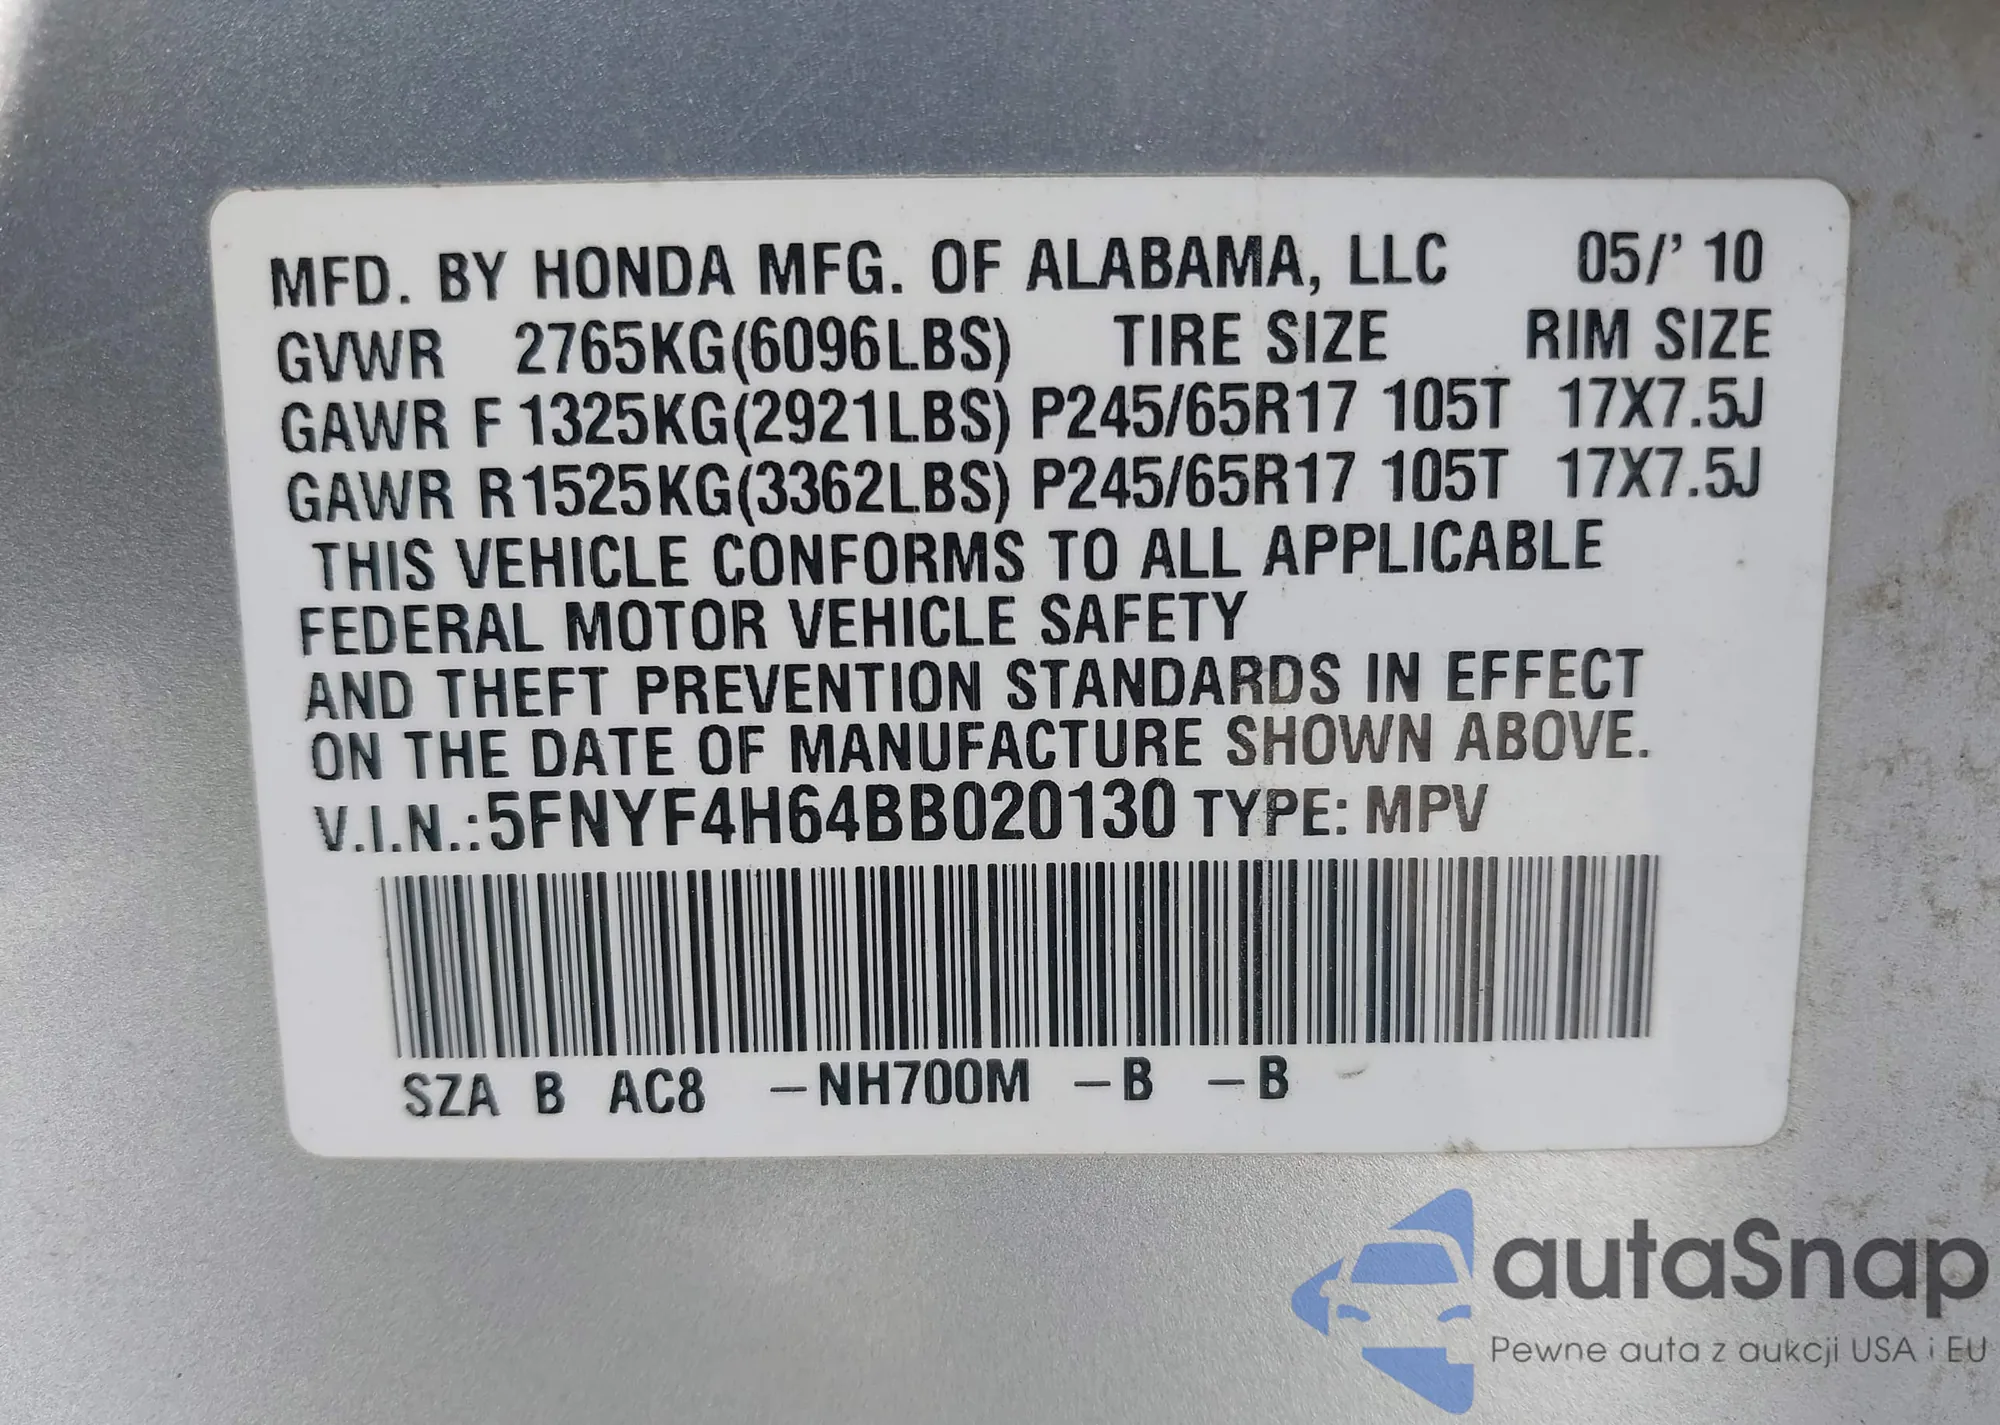 MFD. BY HONDA MFG. OF ALABAMA, LLC 05/'10
GVWR 2765KG(6096LBS) TIRE SIZE RIM SIZE
GAWR F 1325KG(2921LBS) P245/65R17 105T 17X7.5J
GAWR R 1525KG(3362LBS) P245/65R17 105T 17X7.5J
THIS VEHICLE CONFORMS TO ALL APPLICABLE
FEDERAL MOTOR VEHICLE SAFETY
AND THEFT PREVENTION STANDARDS IN EFFECT
ON THE DATE OF MANUFACTURE SHOWN ABOVE.
V.I.N.:5FNYF4H64BB020130 TYPE: MPV
SZA B AC8 –NH700M –B –B
autaSnap
Pewne auta z aukcji USA i EU